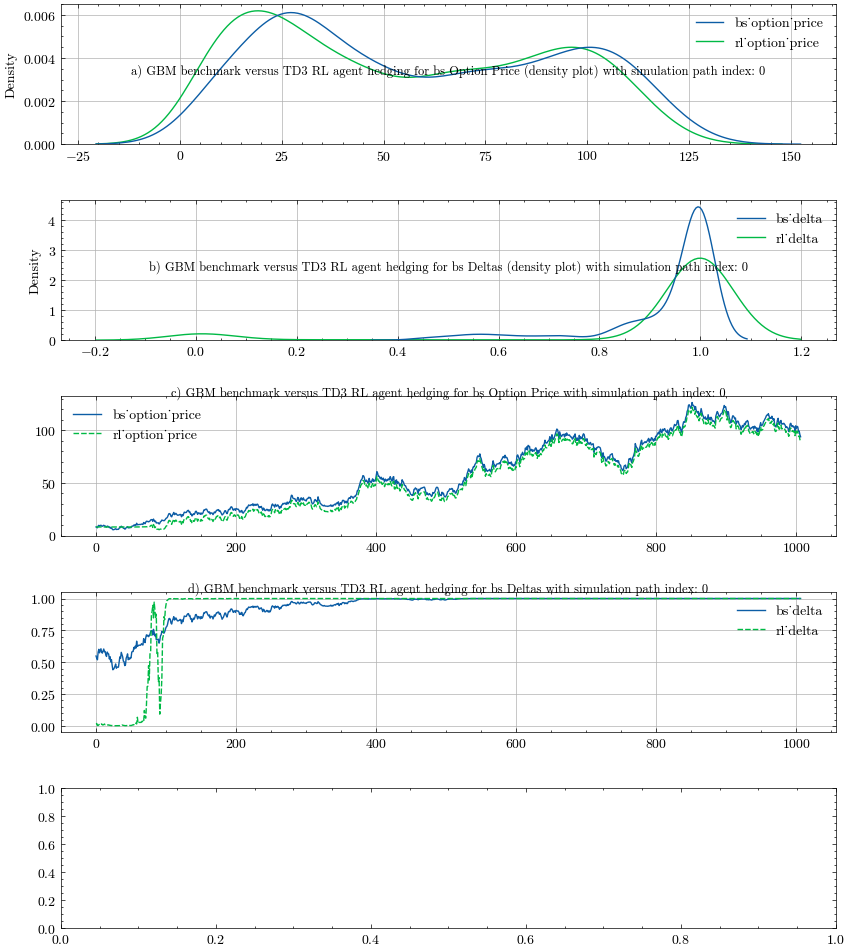 0.006
0.004
0.002
0.000
Density
bs˙option˙price
rl˙option˙price
a) GBM benchmark versus TD3 RL agent hedging for bs Option Price (density plot) with simulation path index: 0
−25 0 25 50 75 100 125 150
4
3
2
1
0
Density
bs˙delta
rl˙delta
b) GBM benchmark versus TD3 RL agent hedging for bs Deltas (density plot) with simulation path index: 0
−0.2 0.0 0.2 0.4 0.6 0.8 1.0 1.2
c) GBM benchmark versus TD3 RL agent hedging for bs Option Price with simulation path index: 0
bs˙option˙price
rl˙option˙price
100
50
0
0 200 400 600 800 1000
d) GBM benchmark versus TD3 RL agent hedging for bs Deltas with simulation path index: 0
bs˙delta
rl˙delta
1.00
0.75
0.50
0.25
0.00
0 200 400 600 800 1000
1.0
0.8
0.6
0.4
0.2
0.0
0.0 0.2 0.4 0.6 0.8 1.0